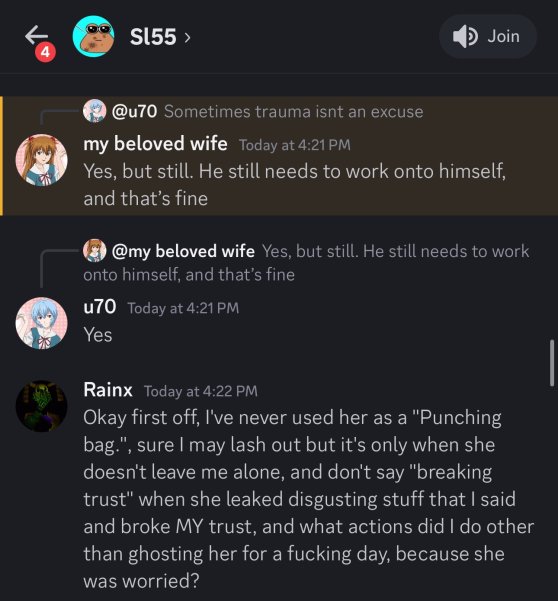 4
Sl55 >
Join
@u70 Sometimes trauma isnt an excuse
my beloved wife Today at 4:21 PM
Yes, but still. He still needs to work onto himself,
and that’s fine
@my beloved wife Yes, but still. He still needs to work
onto himself, and that’s fine
u70 Today at 4:21 PM
Yes
Rainx Today at 4:22 PM
Okay first off, I've never used her as a "Punching
bag.", sure I may lash out but it's only when she
doesn't leave me alone, and don't say "breaking
trust" when she leaked disgusting stuff that I said
and broke MY trust, and what actions did I do other
than ghosting her for a fucking day, because she
was worried?